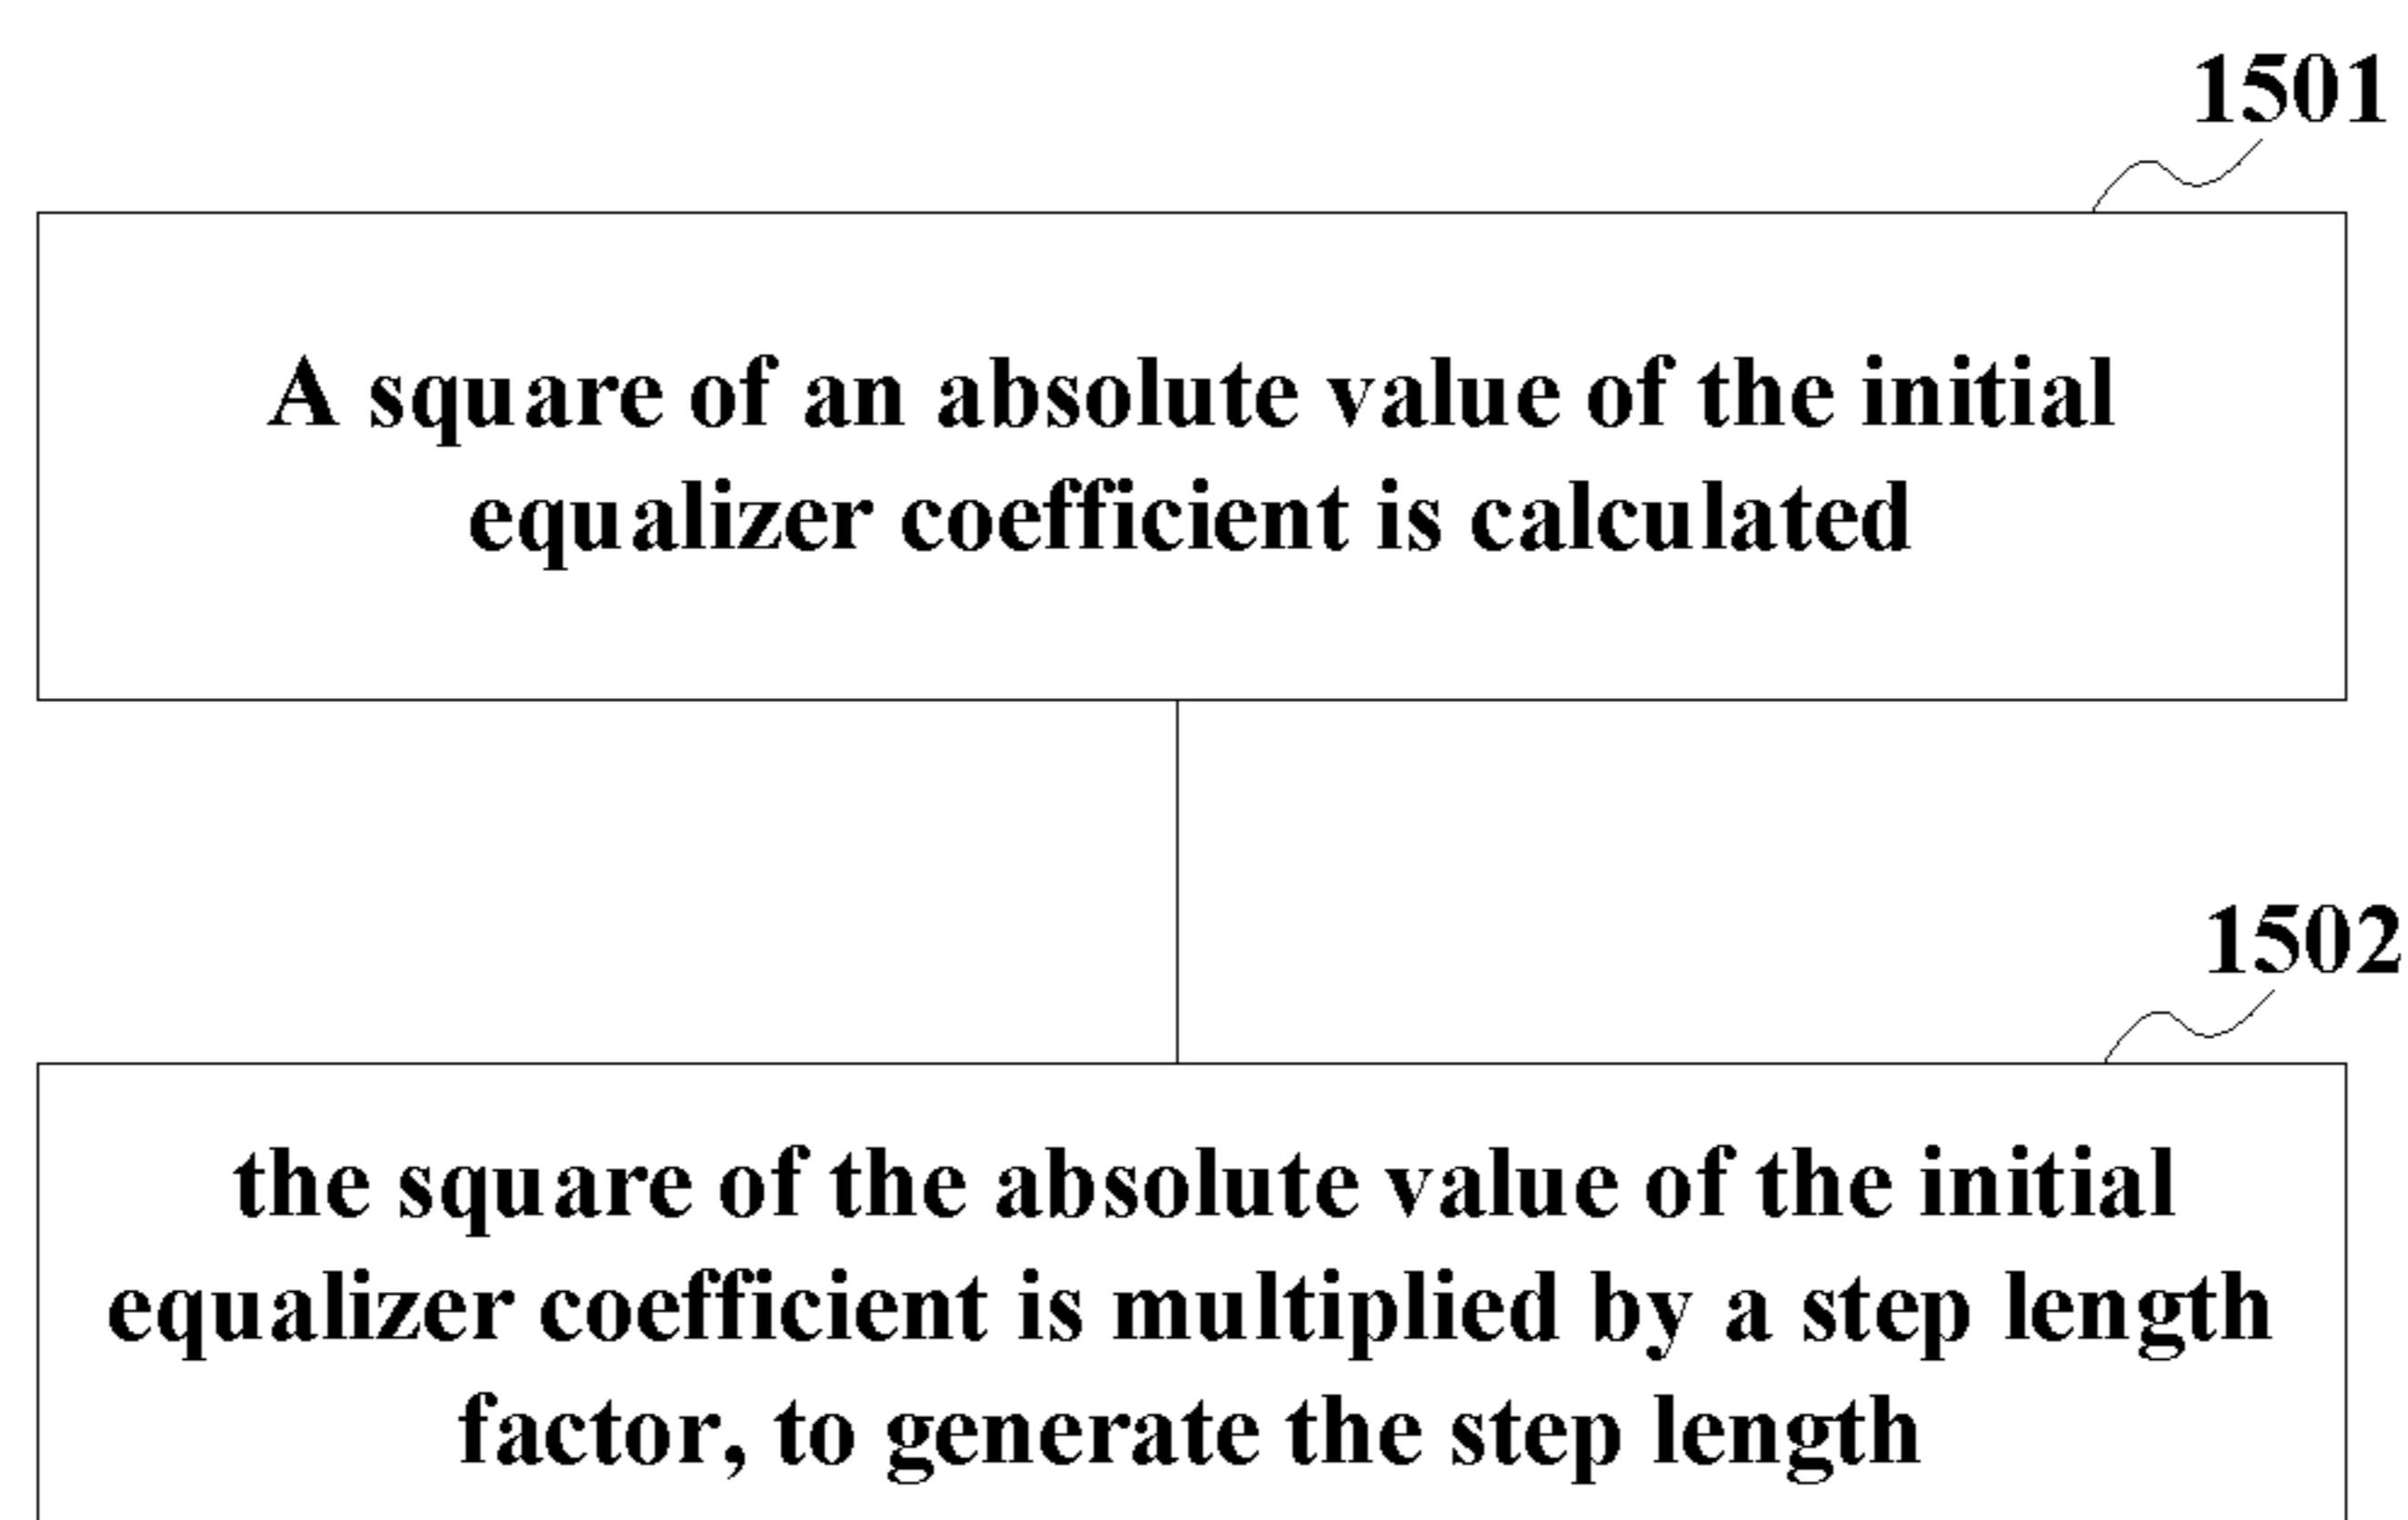 1501
A square of an absolute value of the initial
equalizer coefficient is calculated
1502
the square of the absolute value of the initial
equalizer coefficient is multiplied by a step length
factor, to generate the step length